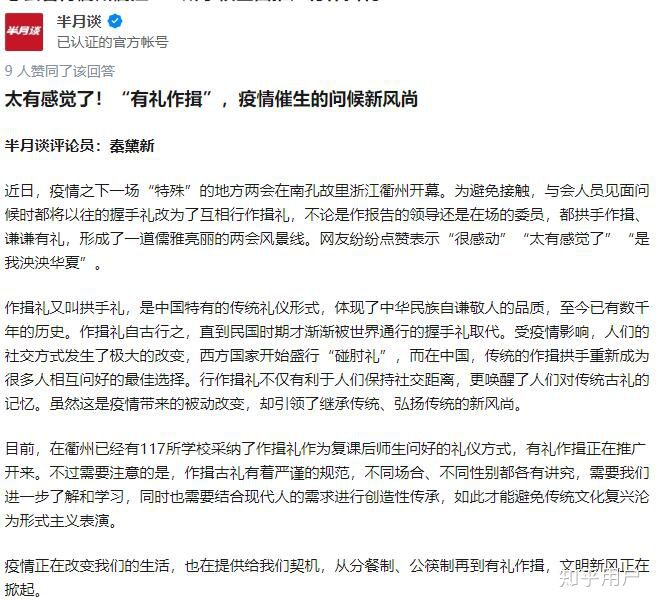 半月谈
半月谈
已认证的官方帐号
9 人赞同了该回答
太有感觉了！“有礼作揖”，疫情催生的问候新风尚
半月谈评论员：秦黛新
近日，疫情之下一场“特殊”的地方两会在南孔故里浙江衢州开幕。为避免接触，与会人员见面问
候时都将以往的握手礼改为了互相行作揖礼，不论是作报告的领导还是在场的委员，都拱手作揖、
谦谦有礼，形成了一道儒雅亮丽的两会风景线。网友纷纷点赞表示“很感动”“太有感觉了”“是
我泱泱华夏”。
作揖礼又叫拱手礼，是中国特有的传统礼仪形式，体现了中华民族自谦敬人的品质，至今已有数千
年的历史。作揖礼自古行之，直到民国时期才渐渐被世界通行的握手礼取代。受疫情影响，人们的
社交方式发生了极大的改变，西方国家开始盛行“碰肘礼”，而在中国，传统的作揖拱手重新成为
很多人相互问好的最佳选择。行作揖礼不仅有利于人们保持社交距离，更唤醒了人们对传统古礼的
记忆。虽然这是疫情带来的被动改变，却引领了继承传统、弘扬传统的新风尚。
目前，在衢州已经有117所学校采纳了作揖礼作为复课后师生问好的礼仪方式，有礼作揖正在推广
开来。不过需要注意的是，作揖古礼有着严谨的规范，不同场合、不同性别都各有讲究，需要我们
进一步了解和学习，同时也需要结合现代人的需求进行创造性传承，如此才能避免传统文化复兴沦
为形式主义表演。
疫情正在改变我们的生活，也在提供给我们契机，从分餐制、公筷制再到有礼作揖，文明新风正在
掀起。
知乎用户